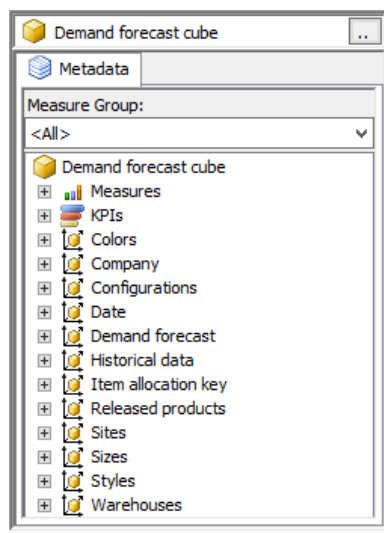 Demand forecast cube
..
Metadata
Measure Group:
<All>
Demand forecast cube
Measures
KPIs
Colors
Company
Configurations
Date
Demand forecast
Historical data
Item allocation key
Released products
Sites
Sizes
Styles
Warehouses